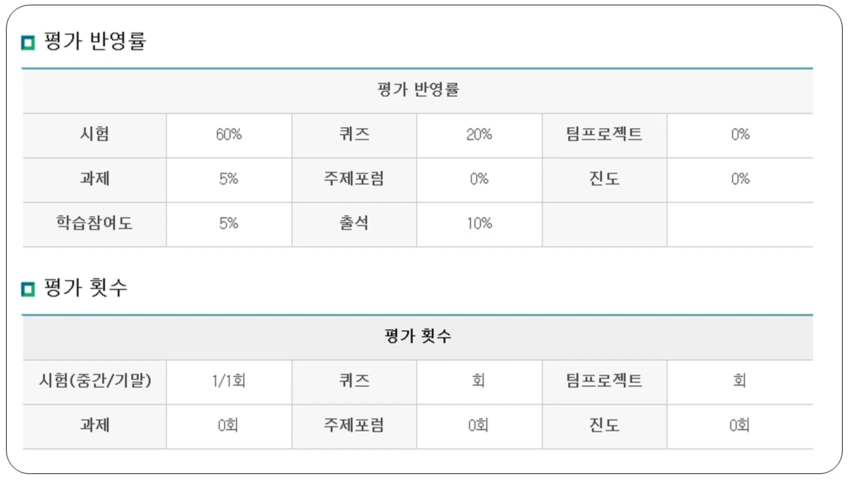 평가 반영률
평가 반영률
시험 60% 퀴즈 20% 팀프로젝트 0%
과제 5% 주제포럼 0% 진도 0%
학습참여도 5% 출석 10%
평가 횟수
평가 횟수
시험(중간/기말) 1/1회 퀴즈 회 팀프로젝트 회
과제 0회 주제포럼 0회 진도 0회